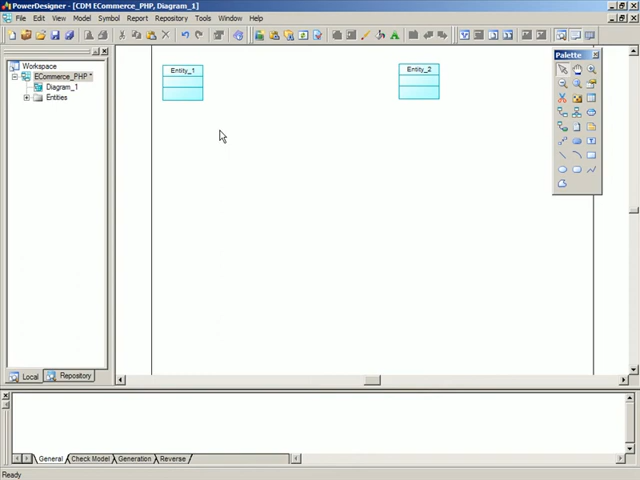 PowerDesigner - [CDM ECommerce_PHP, Diagram_1]
File Edit View Model Symbol Report Repository Tools Window Help
Workspace
ECommerce_PHP *
Diagram_1
Entities
Entity_1
Entity_2
Palette
Local Repository
General Check Model Generation Reverse
Ready